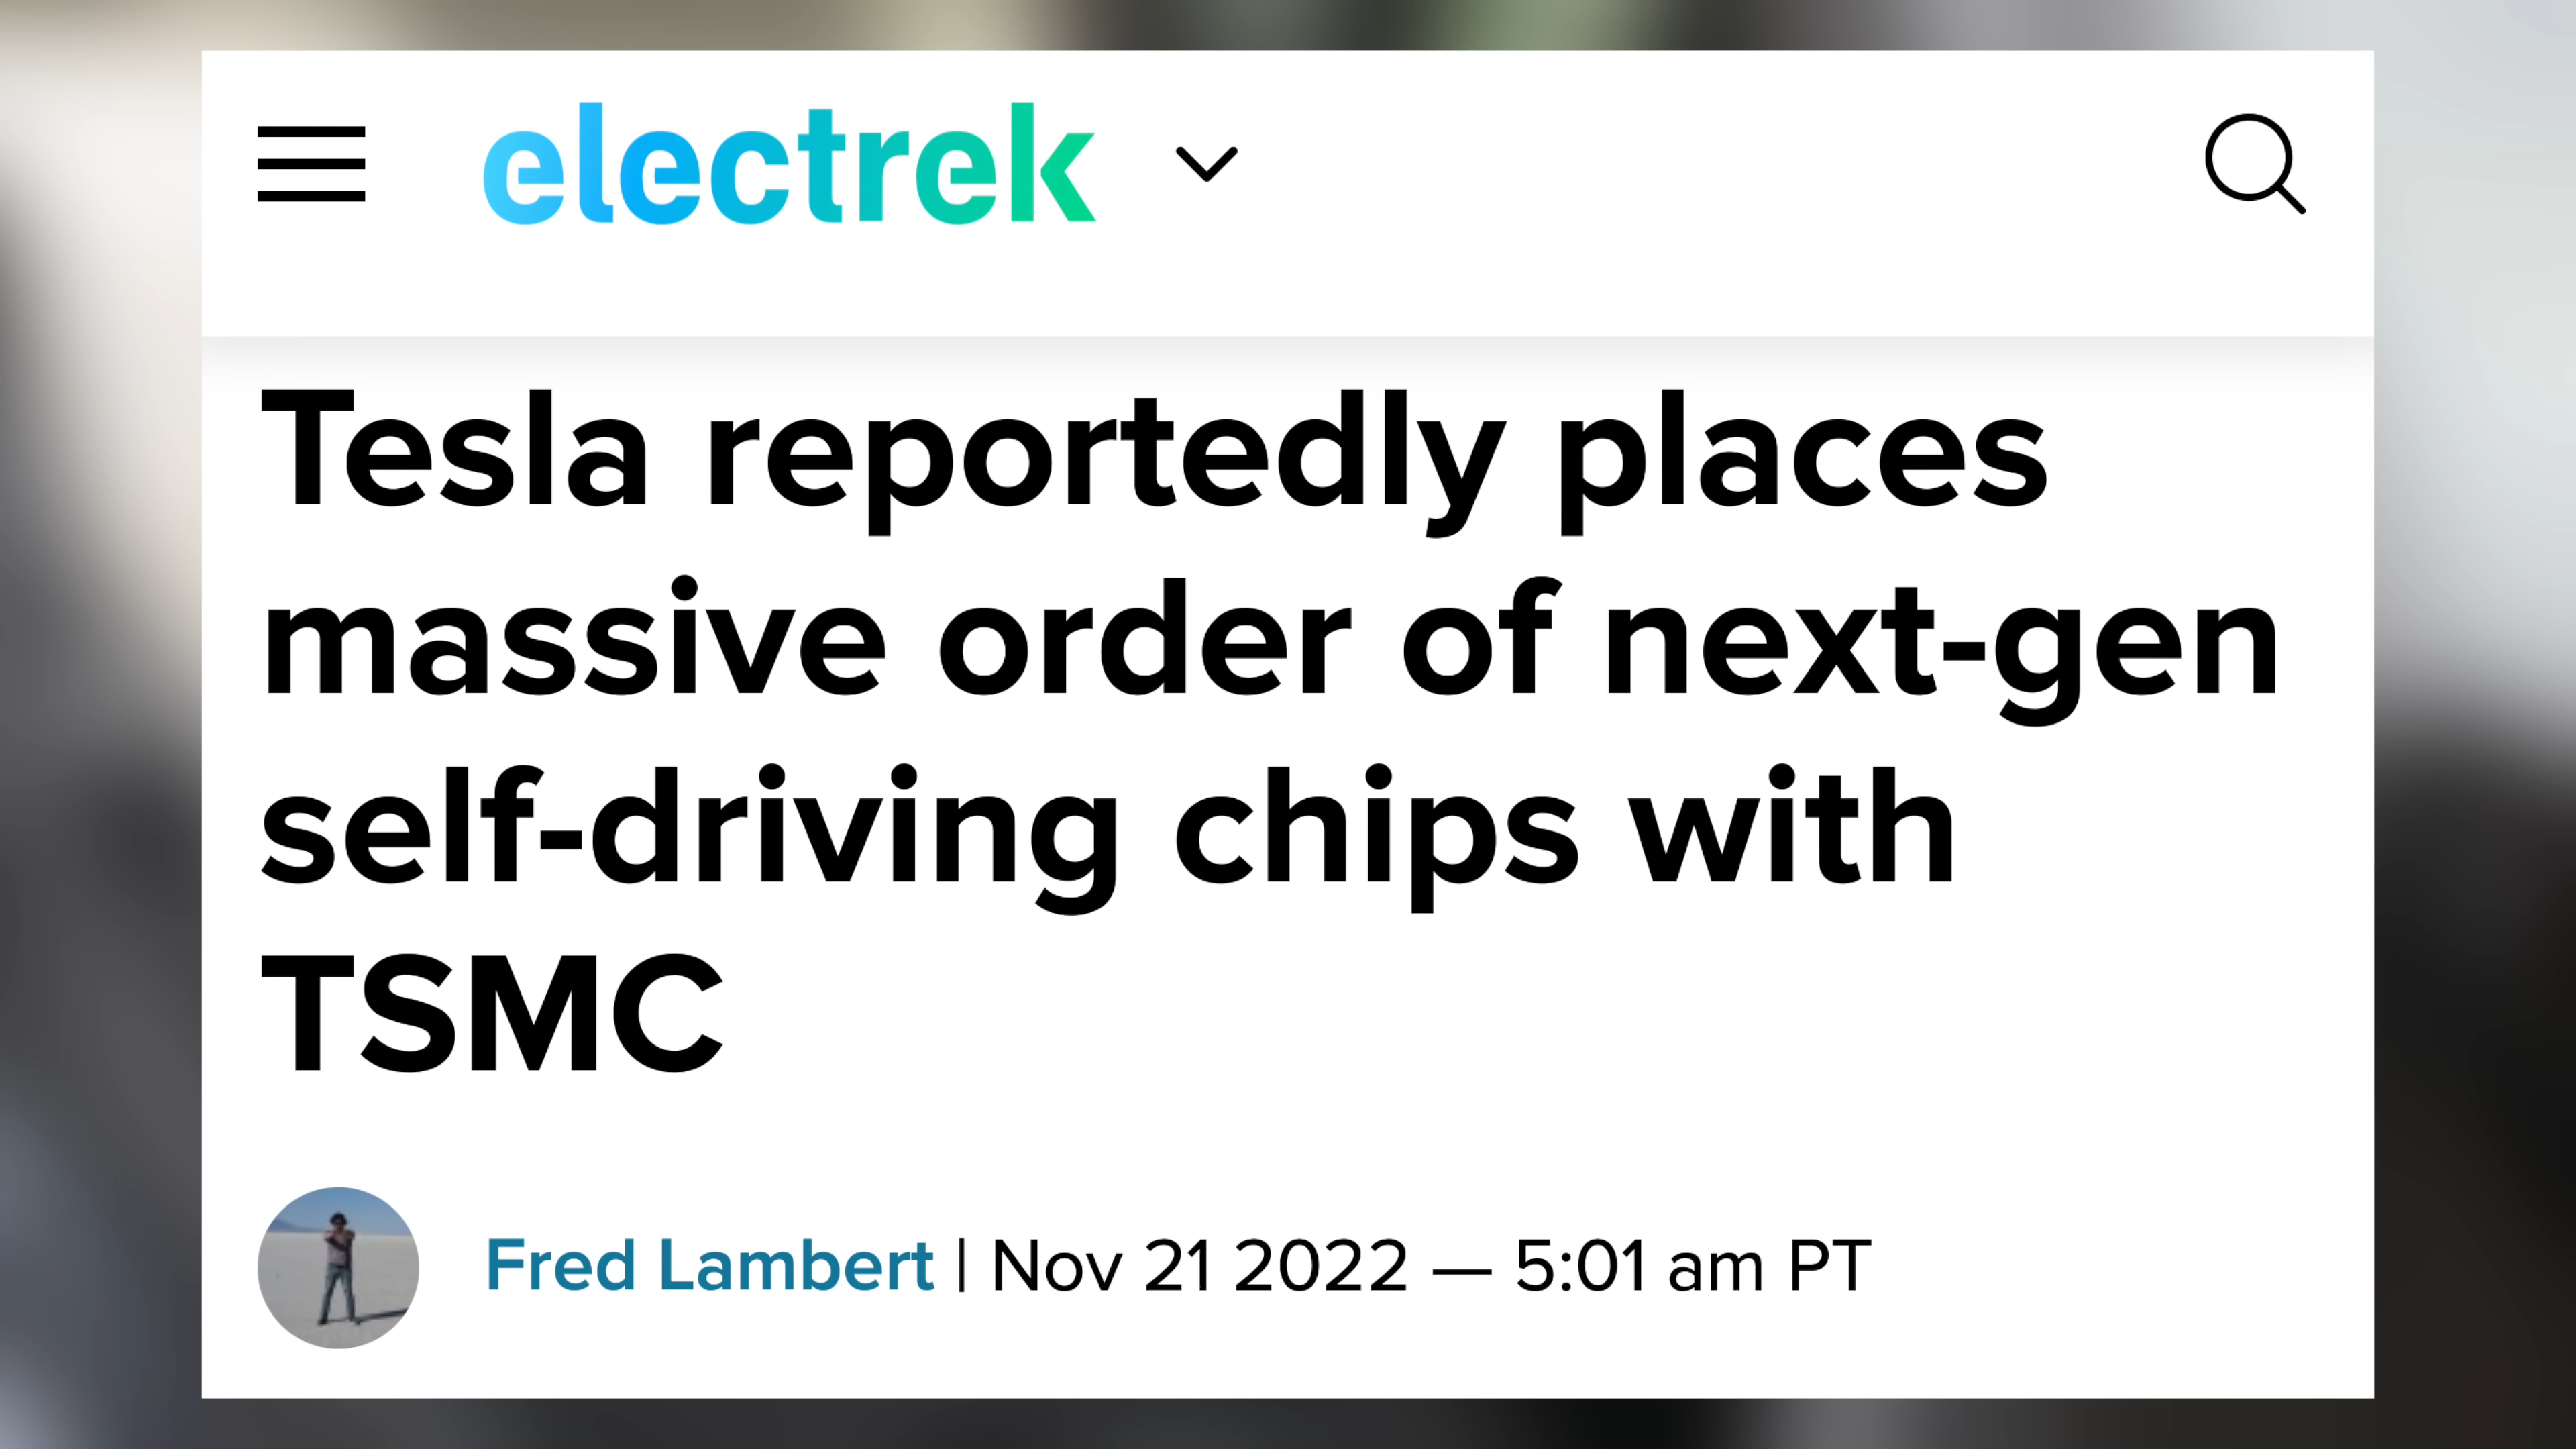 electrek
Tesla reportedly places
massive order of next-gen
self-driving chips with
TSMC
Fred Lambert | Nov 21 2022 — 5:01 am PT